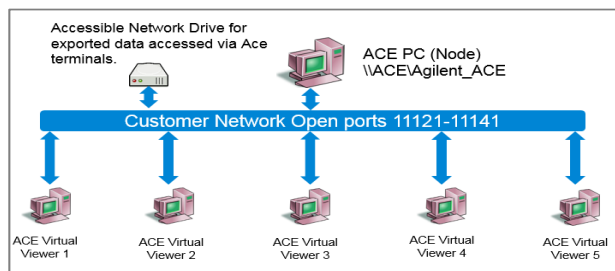 Accessible Network Drive for
exported data accessed via Ace
terminals.
ACE PC (Node)
\\ACE\Agilent_ACE
Customer Network Open ports 11121-11141
ACE Virtual
Viewer 1
ACE Virtual
Viewer 2
ACE Virtual
Viewer 3
ACE Virtual
Viewer 4
ACE Virtual
Viewer 5